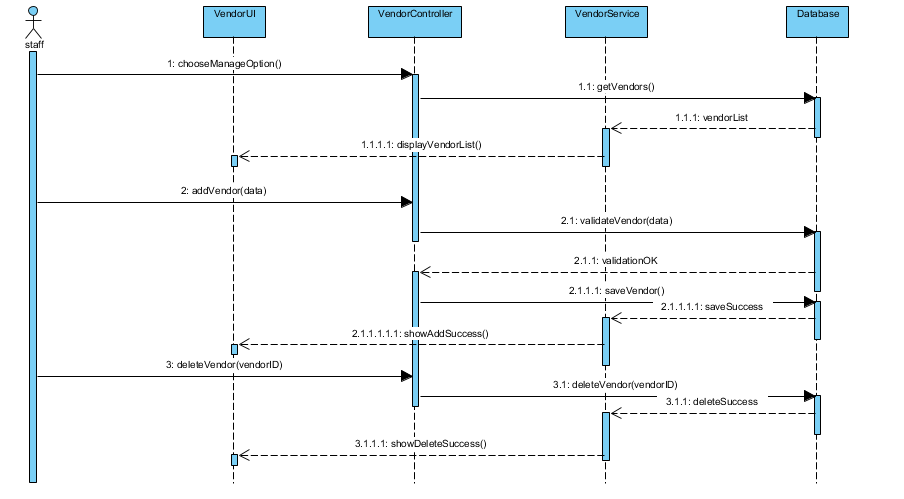 VendorUI
VendorController
VendorService
Database
staff
1: chooseManageOption()
1.1: getVendors()
1.1.1: vendorList
1.1.1.1: displayVendorList()
2: addVendor(data)
2.1: validateVendor(data)
2.1.1: validationOK
2.1.1.1: saveVendor()
2.1.1.1.1: saveSuccess
2.1.1.1.1.1: showAddSuccess()
3: deleteVendor(vendorID)
3.1: deleteVendor(vendorID)
3.1.1: deleteSuccess
3.1.1.1: showDeleteSuccess()